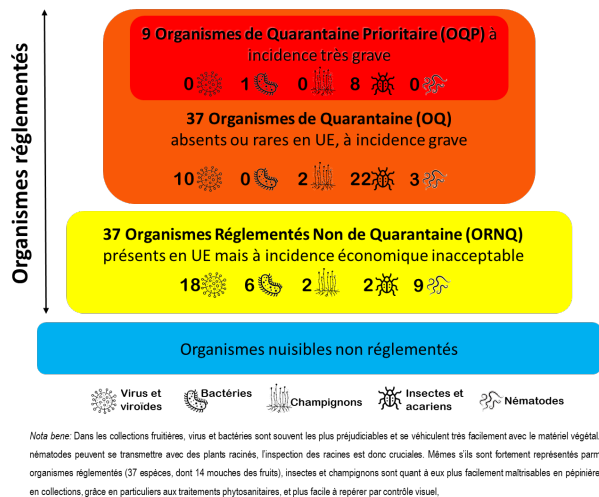 Organismes réglementés
9 Organismes de Quarantaine Prioritaire (OQP) à
incidence très grave
0 1 0 8 0
37 Organismes de Quarantaine (OQ)
absents ou rares en UE, à incidence grave
10 0 2 22 3
37 Organismes Réglementés Non de Quarantaine (ORNQ)
présents en UE mais à incidence économique inacceptable
18 6 2 2 9
Organismes nuisibles non réglementés
Virus et
viroïdes
Bactéries
Champignons
Insectes et
acariens
Nématodes
Nota bene: Dans les collections fruitières, virus et bactéries sont souvent les plus préjudiciables et se véhiculent très facilement avec le matériel végétal.
nématodes peuvent se transmettre avec des plants racinés, l'inspection des racines est donc cruciales. Mêmes s'ils sont fortement représentés parm
organismes réglementés (37 espèces, dont 14 mouches des fruits), insectes et champignons sont quant à eux plus facilement maîtrisables en pépinière
en collections, grâce en particuliers aux traitements phytosanitaires, et plus facile à repérer par contrôle visuel,